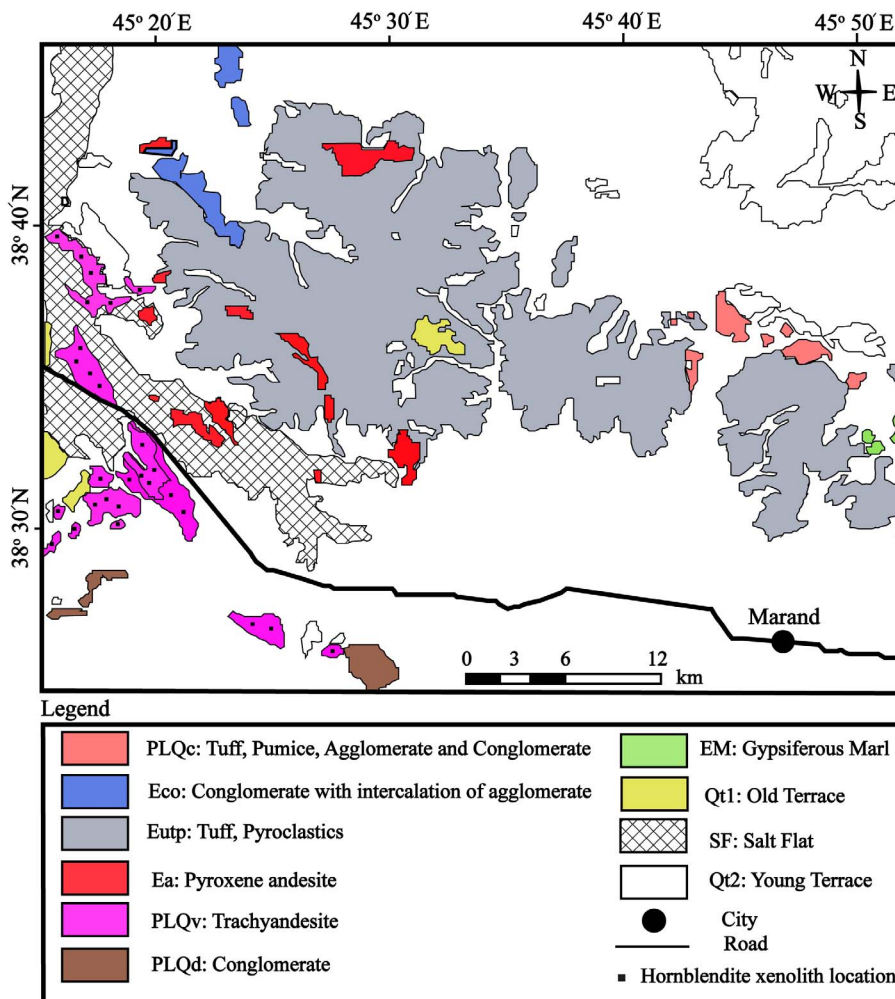 45° 20´ E 45° 30´ E 45° 40´ E 45° 50´ E
N
W E
S
38° 40´ N
38° 30´ N
Marand
0 3 6 12
km
Legend
PLQc: Tuff, Pumice, Agglomerate and Conglomerate
Eco: Conglomerate with intercalation of agglomerate
Eutp: Tuff, Pyroclastics
Ea: Pyroxene andesite
PLQv: Trachyandesite
PLQd: Conglomerate
EM: Gypsiferous Marl
Qt1: Old Terrace
SF: Salt Flat
Qt2: Young Terrace
City
Road
Hornblendite xenolith location